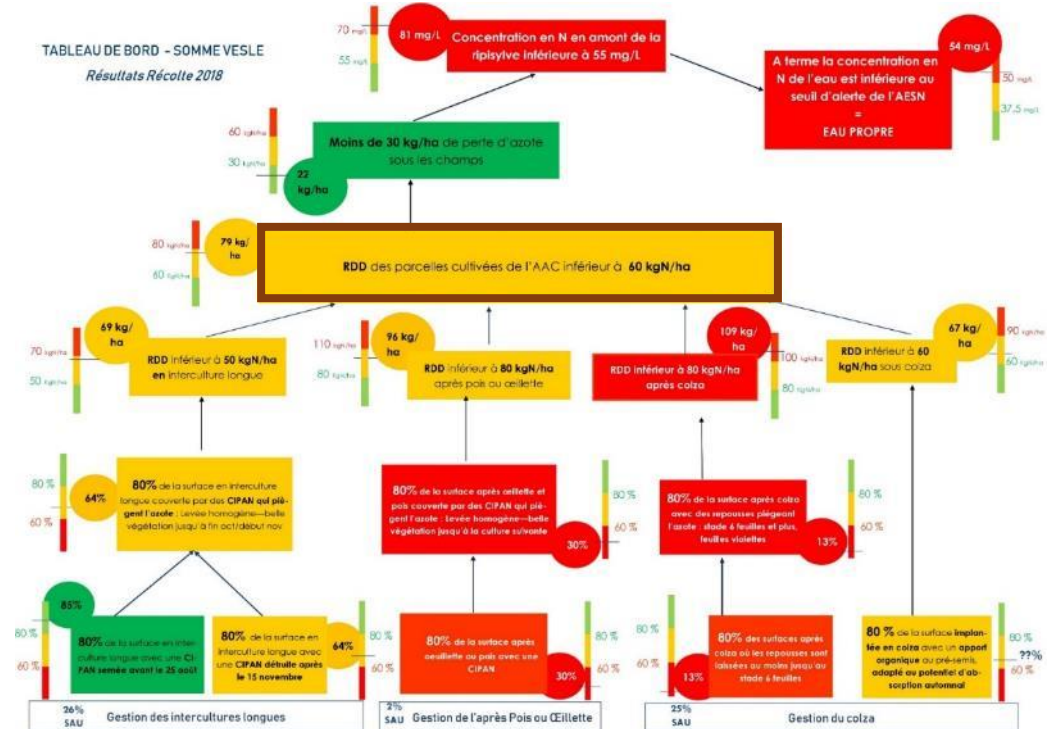 TABLEAU DE BORD - SOMME VESLE
Résultats Récolte 2018
70 mg/L
55 mg/L
81 mg/L
Concentration en N en amont de la
ripisylve inférieure à 55 mg/L
54 mg/L
50 mg/L
37,5 mg/L
A terme la concentration en
N de l'eau est inférieure au
seuil d'alerte de l'AESN
=
EAU PROPRE
60 kgN/ha
30 kgN/ha
Moins de 30 kg/ha de perte d'azote
sous les champs
22
kg/ha
80 kgN/ha
60 kgN/ha
79 kg/
ha
RDD des parcelles cultivées de l'AAC inférieur à 60 kgN/ha
70 kgN/ha
50 kgN/ha
69 kg/
ha
RDD inférieur à 50 kgN/ha
en interculture longue
110 kgN/ha
80 kgN/ha
96 kg/
ha
RDD inférieur à 80 kgN/ha
après pois ou œillette
109 kg/
ha
100 kgN/ha
80 kgN/ha
RDD inférieur à 80 kgN/ha
après colza
67 kg/
ha
90 kgN/ha
60 kgN/ha
RDD inférieur à 60
kgN/ha sous colza
80 %
60 %
64%
80% de la surface en interculture
longue couverte par des CIPAN qui piè-
gent l'azote : Levée homogène—belle
végétation jusqu'à fin oct/début nov
80% de la surface après œillette et
pois couverte par des CIPAN qui piè-
gent l'azote : Levée homogène—belle
végétation jusqu'à la culture suivante
30%
80 %
60 %
80% de la surface après colza
avec des repousses piégeant
l'azote : stade 6 feuilles et plus,
feuilles violettes
13%
80 %
60 %
80 %
60 %
85%
80% de la surface en inter-
culture longue avec une CI-
PAN semée avant le 25 août
80% de la surface en
interculture longue avec
une CIPAN détruite après
le 15 novembre
64%
80 %
60 %
80% de la surface après
oeuillette ou pois avec une
CIPAN
30%
80 %
60 %
80 %
60 %
13%
80% des surfaces après
colza où les repousses sont
laissées au moins jusqu'au
stade 6 feuilles
80 % de la surface implan-
tée en colza avec un apport
organique au pré-semis,
adapté au potentiel d'ab-
sorption automnal
80 %
??%
60 %
26%
SAU
Gestion des intercultures longues
2%
SAU
Gestion de l'après Pois ou Œillette
25%
SAU
Gestion du colza